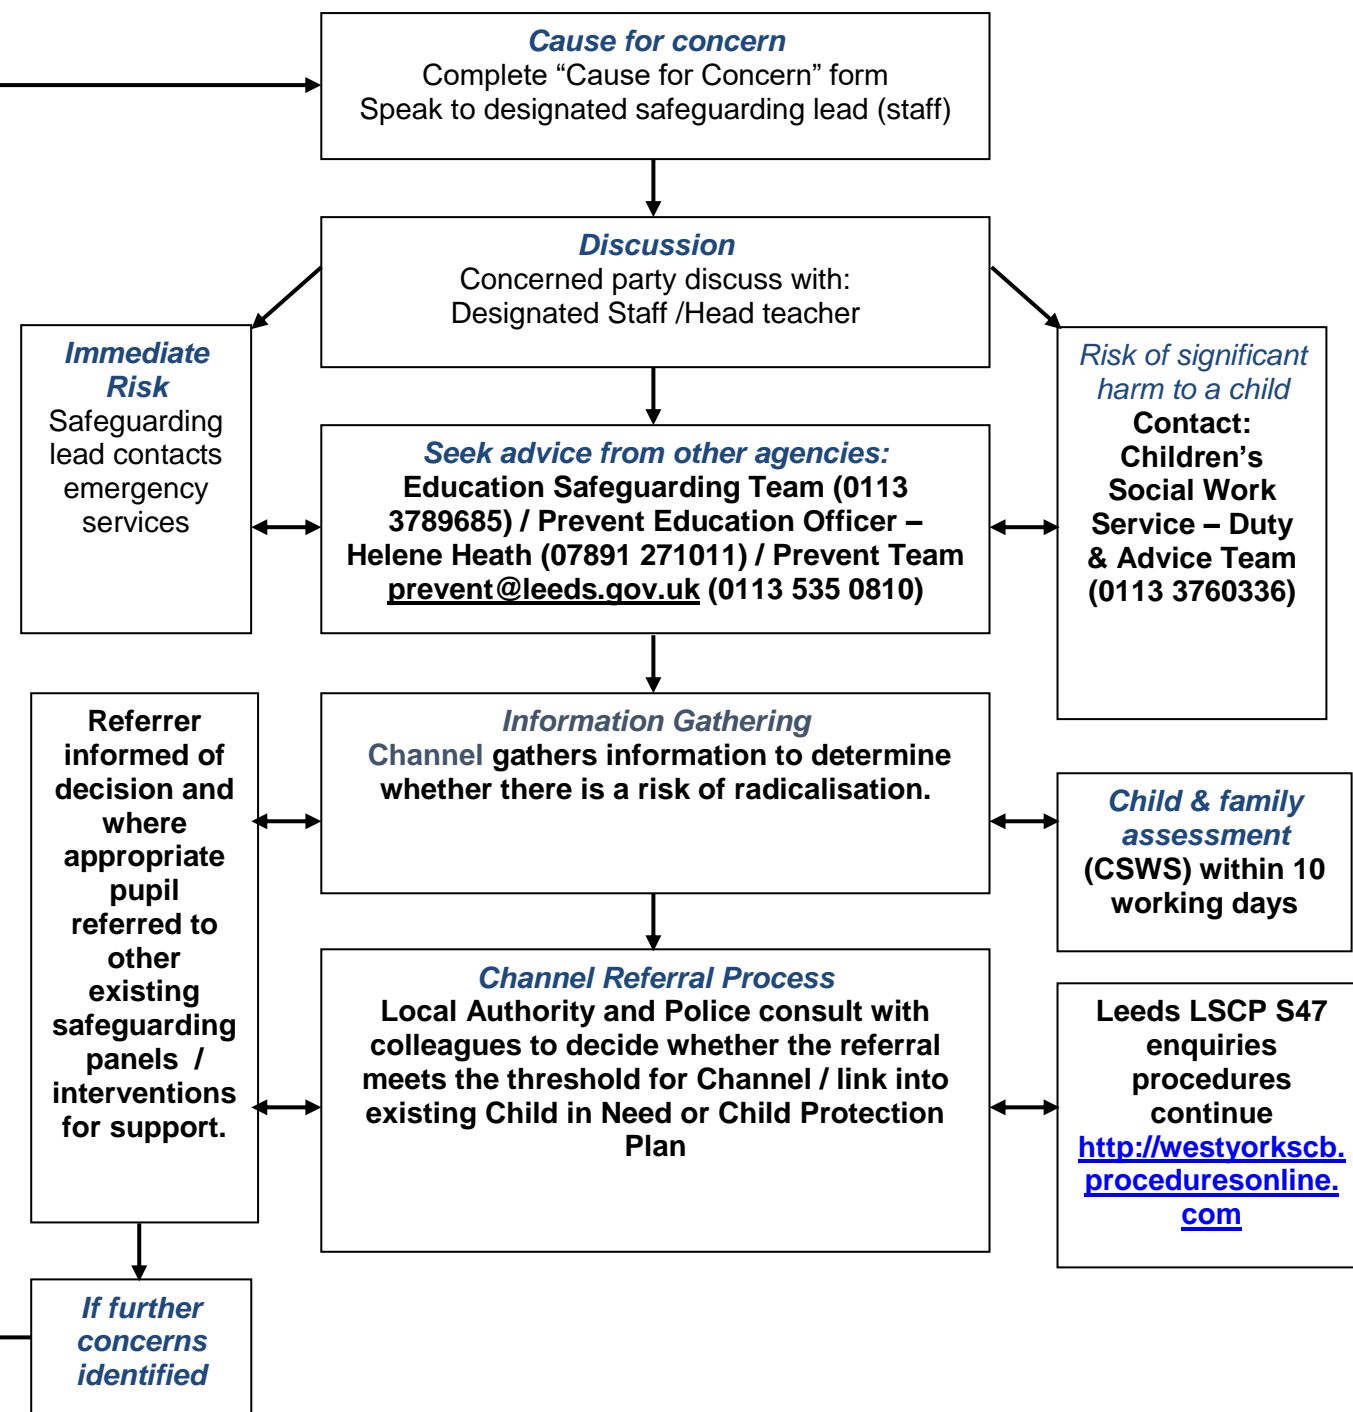 Cause for concern
Complete “Cause for Concern” form
Speak to designated safeguarding lead (staff)
Discussion
Concerned party discuss with:
Designated Staff /Head teacher
Immediate
Risk
Safeguarding
lead contacts
emergency
services
Seek advice from other agencies:
Education Safeguarding Team (0113
3789685) / Prevent Education Officer –
Helene Heath (07891 271011) / Prevent Team
prevent@leeds.gov.uk (0113 535 0810)
Risk of significant
harm to a child
Contact:
Children’s
Social Work
Service – Duty
& Advice Team
(0113 3760336)
Referrer
informed of
decision and
where
appropriate
pupil
referred to
other
existing
safeguarding
panels /
interventions
for support.
Information Gathering
Channel gathers information to determine
whether there is a risk of radicalisation.
Child & family
assessment
(CSWS) within 10
working days
Channel Referral Process
Local Authority and Police consult with
colleagues to decide whether the referral
meets the threshold for Channel / link into
existing Child in Need or Child Protection
Plan
Leeds LSCP S47
enquiries
procedures
continue
http://westyorkscb.
proceduresonline.
com
If further
concerns
identified